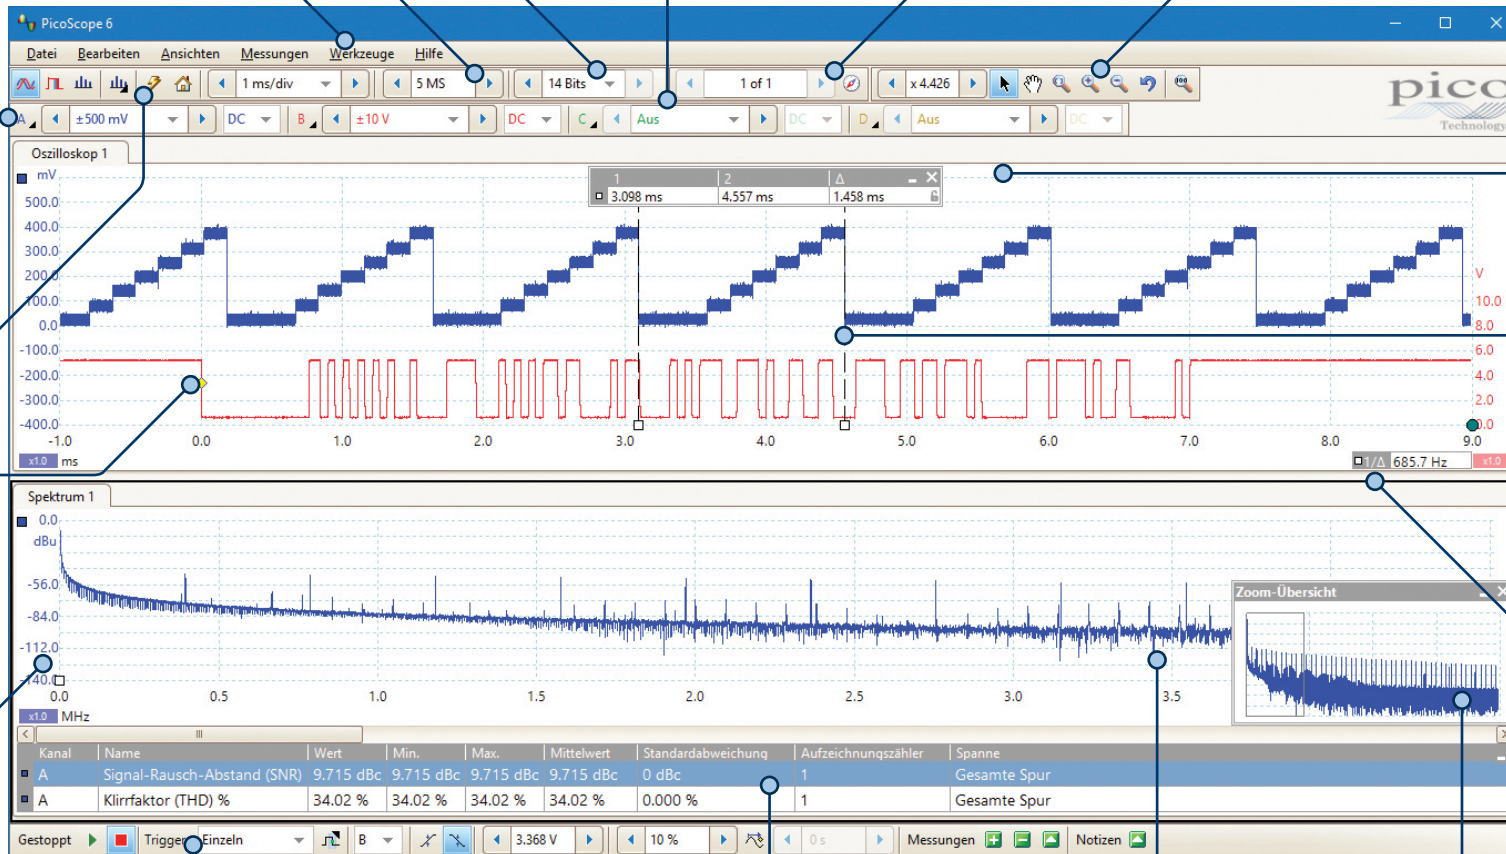 PicoScope 6
Datei Bearbeiten Ansichten Messungen Werkzeuge Hilfe
1 ms/div 5 MS 14 Bits 1 of 1 x 4.426
pico
Technology
A ±500 mV DC B ±10 V DC C Aus DC D Aus DC
Oszilloskop 1
mV
1 2 Δ
3.098 ms 4.557 ms 1.458 ms
500.0
400.0
300.0
200.0
V
100.0 10.0
0.0 8.0
-100.0 6.0
-200.0 4.0
-300.0 2.0
-400.0 0.0
-1.0 0.0 1.0 2.0 3.0 4.0 5.0 6.0 7.0 8.0 9.0
x1.0 ms 1/Δ 685.7 Hz x1.0
Spektrum 1
0.0
dBu
-56.0
Zoom-Übersicht
-84.0
-112.0
-140.0
0.0 0.5 1.0 1.5 2.0 2.5 3.0 3.5
x1.0 MHz
Kanal Name Wert Min. Max. Mittelwert Standardabweichung Aufzeichnungszähler Spanne
A Signal-Rausch-Abstand (SNR) 9.715 dBc 9.715 dBc 9.715 dBc 9.715 dBc 0 dBc 1 Gesamte Spur
A Klirrfaktor (THD) % 34.02 % 34.02 % 34.02 % 34.02 % 0.000 % 1 Gesamte Spur
Gestoppt Trigger Einzeln B 3.368 V 10 % 0 s Messungen Notizen